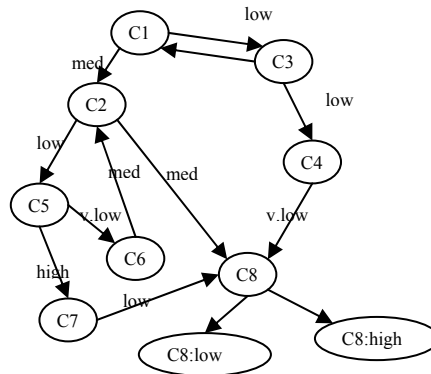 low
C1
C3
med
C2
low
low
med
med
C4
C5
v.low
v.low
C6
C8
high
low
C7
C8:low
C8:high